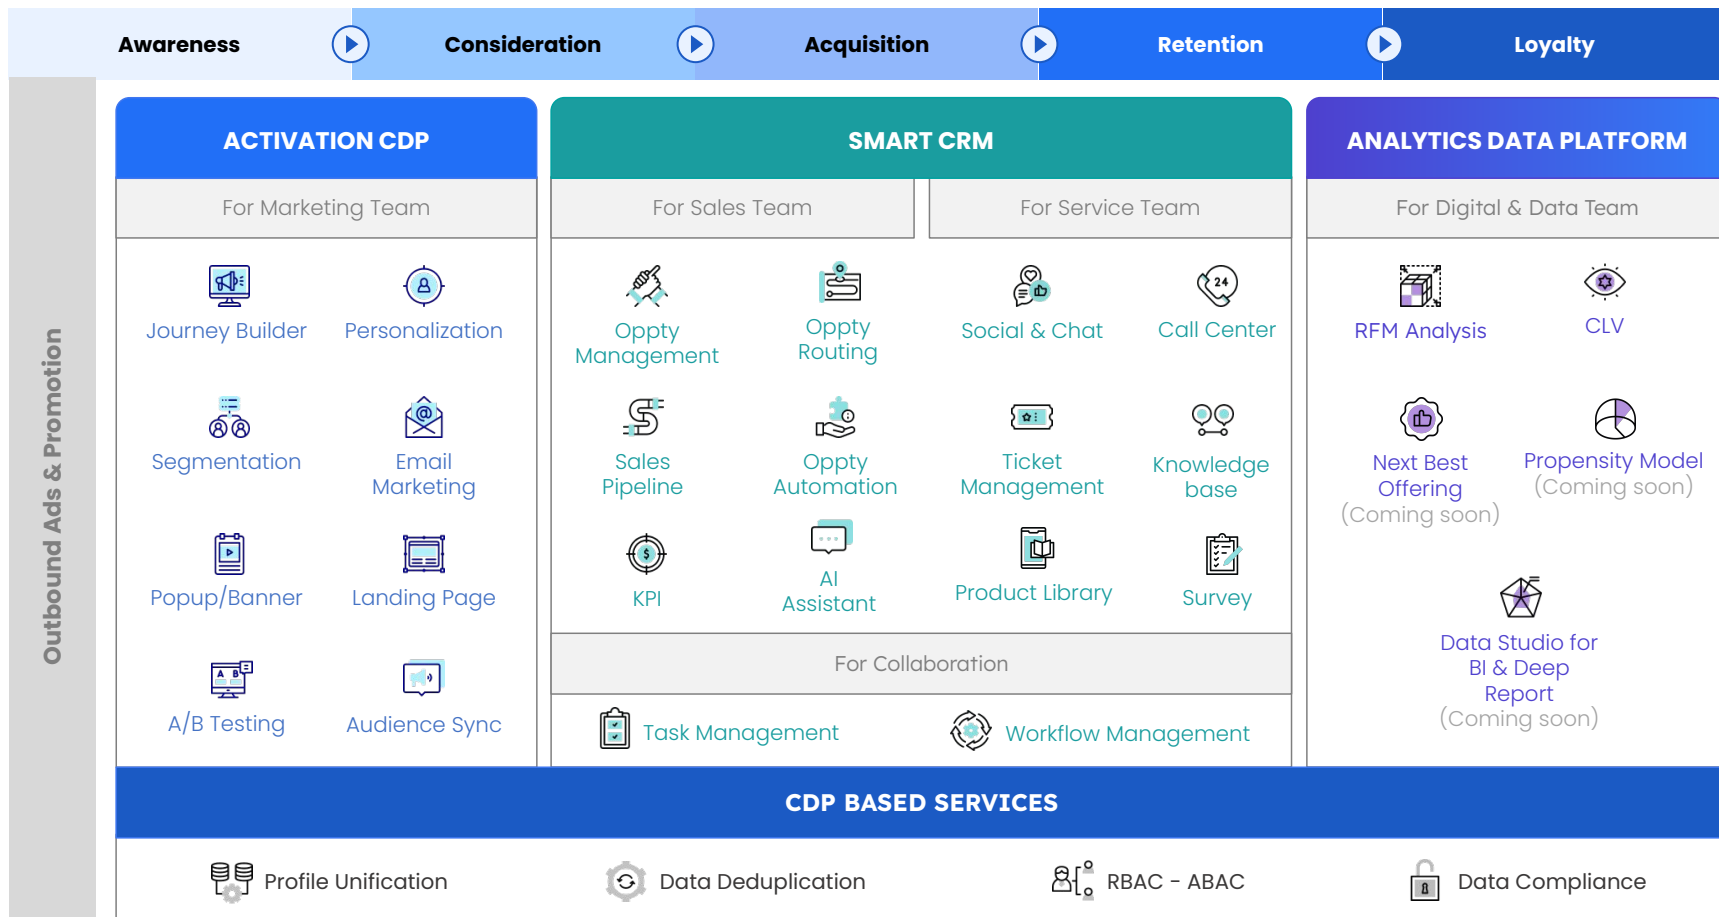 Awareness
Consideration
Acquisition
Retention
Loyalty
Outbound Ads & Promotion
ACTIVATION CDP
For Marketing Team
Journey Builder
Personalization
Segmentation
Email
Marketing
Popup/Banner
Landing Page
A B
A/B Testing
Audience Sync
SMART CRM
For Sales Team
Oppty
Management
Oppty
Routing
Sales
Pipeline
Oppty
Automation
KPI
AI
Assistant
For Service Team
Social & Chat
24
Call Center
Ticket
Management
Knowledge
base
Product Library
Survey
For Collaboration
Task Management
Workflow Management
ANALYTICS DATA PLATFORM
For Digital & Data Team
RFM Analysis
CLV
Next Best
Offering
(Coming soon)
Propensity Model
(Coming soon)
Data Studio for
BI & Deep
Report
(Coming soon)
CDP BASED SERVICES
Profile Unification
Data Deduplication
RBAC - ABAC
Data Compliance